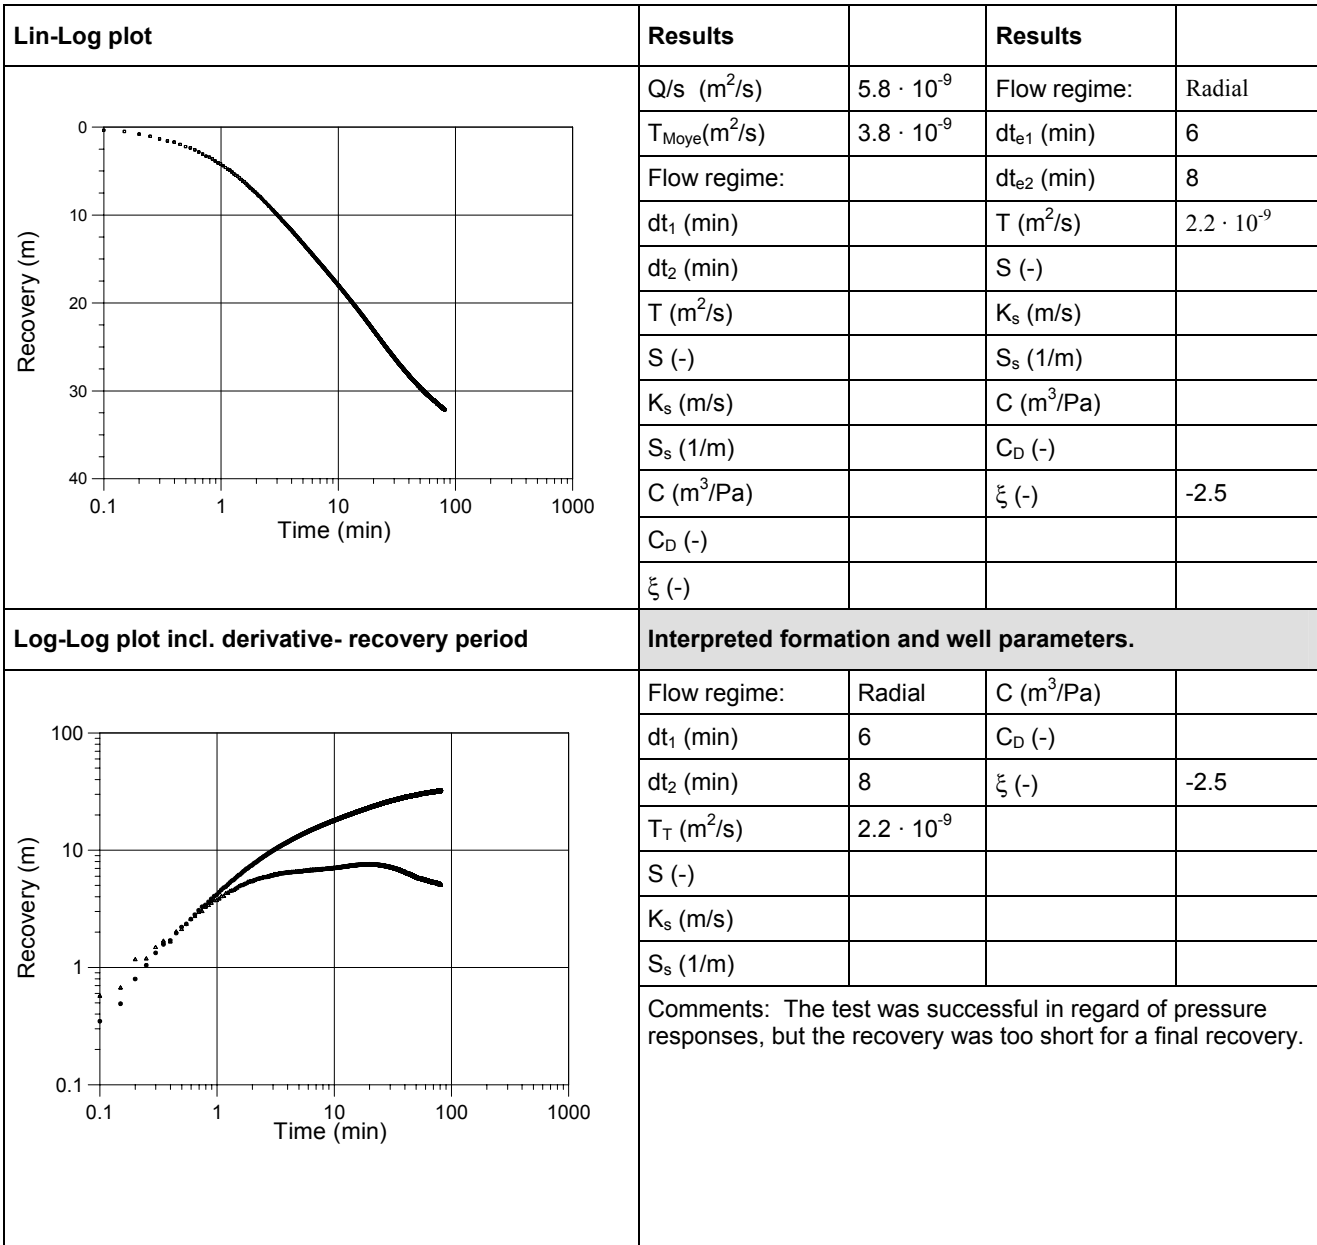 Lin-Log plot
Results
Results
0
10
20
30
40
Recovery (m)
0.1 1 10 100 1000
Time (min)
Q/s (m²/s) 5.8 · 10⁻⁹ Flow regime: Radial
T_Moye(m²/s) 3.8 · 10⁻⁹ dt_e1 (min) 6
Flow regime: dt_e2 (min) 8
dt₁ (min) T (m²/s) 2.2 · 10⁻⁹
dt₂ (min) S (-)
T (m²/s) K_s (m/s)
S (-) S_s (1/m)
K_s (m/s) C (m³/Pa)
S_s (1/m) C_D (-)
C (m³/Pa) ξ (-) -2.5
C_D (-)
ξ (-)
Log-Log plot incl. derivative- recovery period
Interpreted formation and well parameters.
100
10
1
0.1
Recovery (m)
0.1 1 10 100 1000
Time (min)
Flow regime: Radial C (m³/Pa)
dt₁ (min) 6 C_D (-)
dt₂ (min) 8 ξ (-) -2.5
T_T (m²/s) 2.2 · 10⁻⁹
S (-)
K_s (m/s)
S_s (1/m)
Comments: The test was successful in regard of pressure
responses, but the recovery was too short for a final recovery.